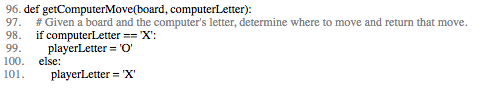 96. def getComputerMove(board, computerLetter):
97. # Given a board and the computer's letter, determine where to move and return that move.
98. if computerLetter == 'X':
99. playerLetter = 'O'
100. else:
101. playerLetter = 'X'